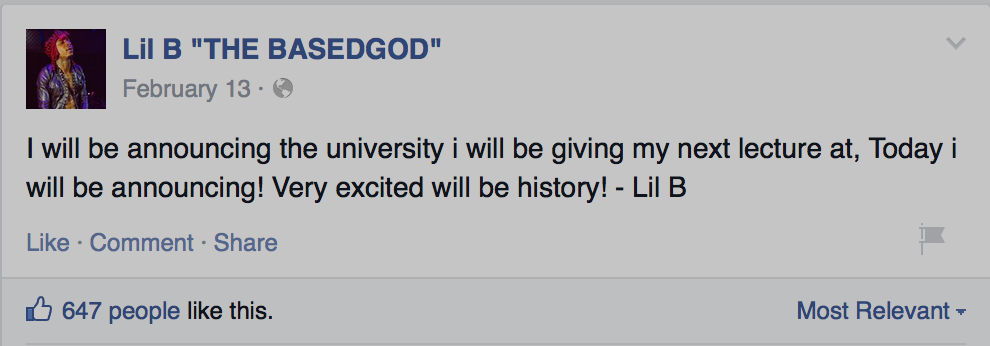 Lil B "THE BASEDGOD"
February 13 ·
I will be announcing the university i will be giving my next lecture at, Today i
will be announcing! Very excited will be history! - Lil B
Like · Comment · Share
647 people like this.
Most Relevant